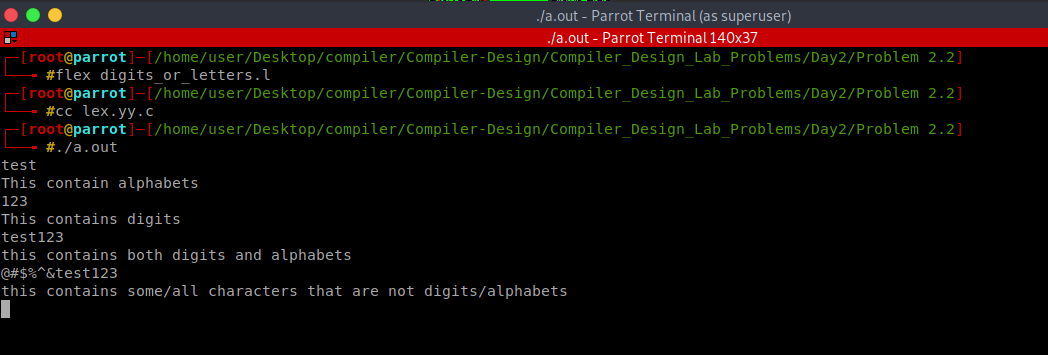 ./a.out - Parrot Terminal (as superuser)
./a.out - Parrot Terminal 140x37
┌─[root@parrot]─[/home/user/Desktop/compiler/Compiler-Design/Compiler_Design_Lab_Problems/Day2/Problem 2.2]
└──╼ #flex digits_or_letters.l
┌─[root@parrot]─[/home/user/Desktop/compiler/Compiler-Design/Compiler_Design_Lab_Problems/Day2/Problem 2.2]
└──╼ #cc lex.yy.c
┌─[root@parrot]─[/home/user/Desktop/compiler/Compiler-Design/Compiler_Design_Lab_Problems/Day2/Problem 2.2]
└──╼ #./a.out
test
This contain alphabets
123
This contains digits
test123
this contains both digits and alphabets
@#$%^&test123
this contains some/all characters that are not digits/alphabets